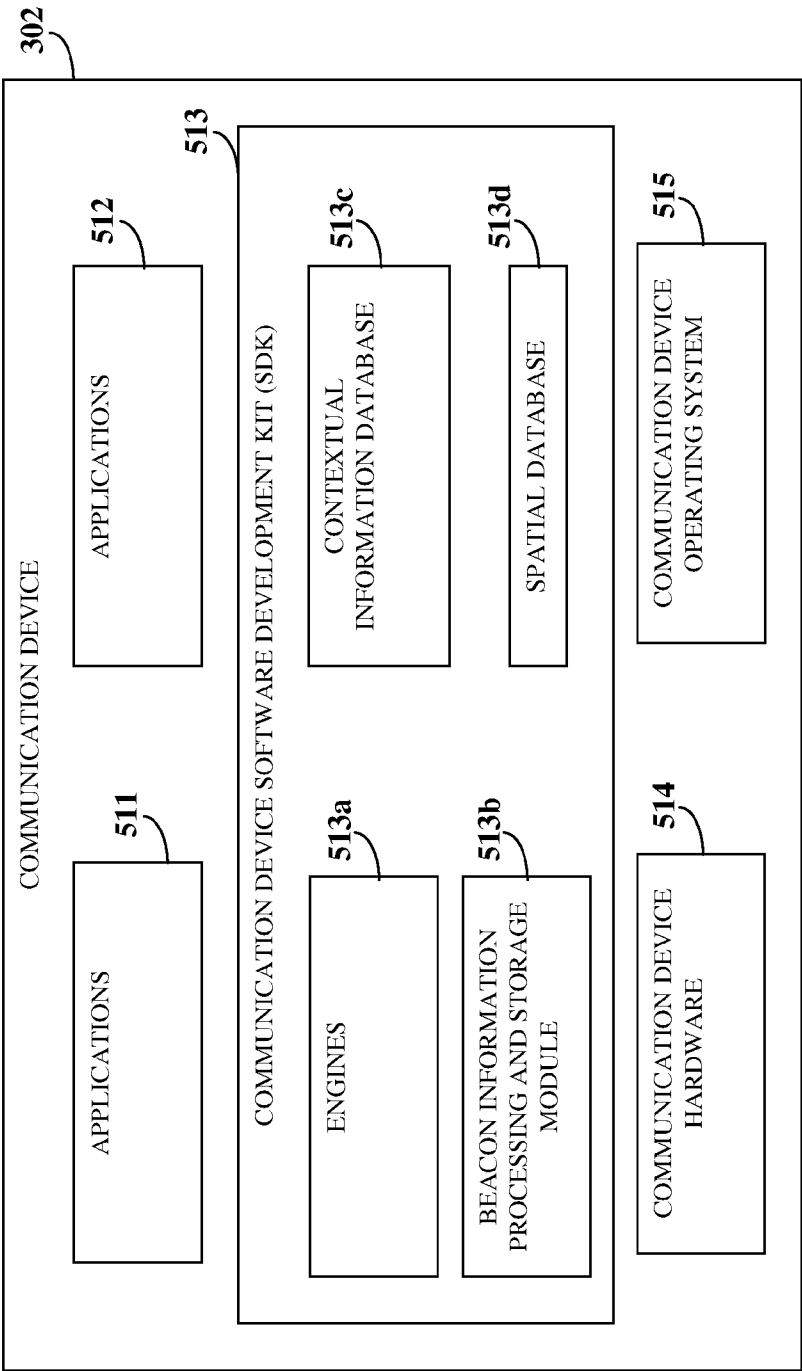 COMMUNICATION DEVICE
302
APPLICATIONS
511
APPLICATIONS
512
COMMUNICATION DEVICE SOFTWARE DEVELOPMENT KIT (SDK)
513
ENGINES
513a
CONTEXTUAL
INFORMATION DATABASE
513c
BEACON INFORMATION
PROCESSING AND STORAGE
MODULE
513b
SPATIAL DATABASE
513d
COMMUNICATION DEVICE
HARDWARE
514
COMMUNICATION DEVICE
OPERATING SYSTEM
515